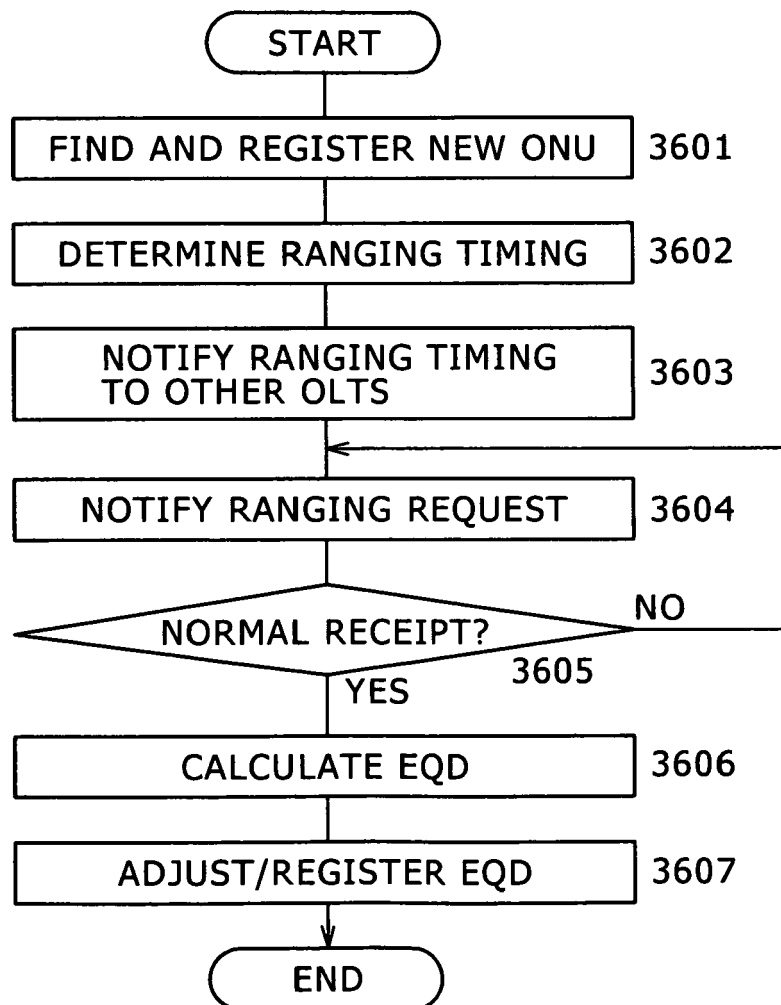 START
FIND AND REGISTER NEW ONU 3601
DETERMINE RANGING TIMING 3602
NOTIFY RANGING TIMING
TO OTHER OLTS
3603
NOTIFY RANGING REQUEST 3604
NORMAL RECEIPT?
NO
3605
YES
CALCULATE EQD 3606
ADJUST/REGISTER EQD 3607
END